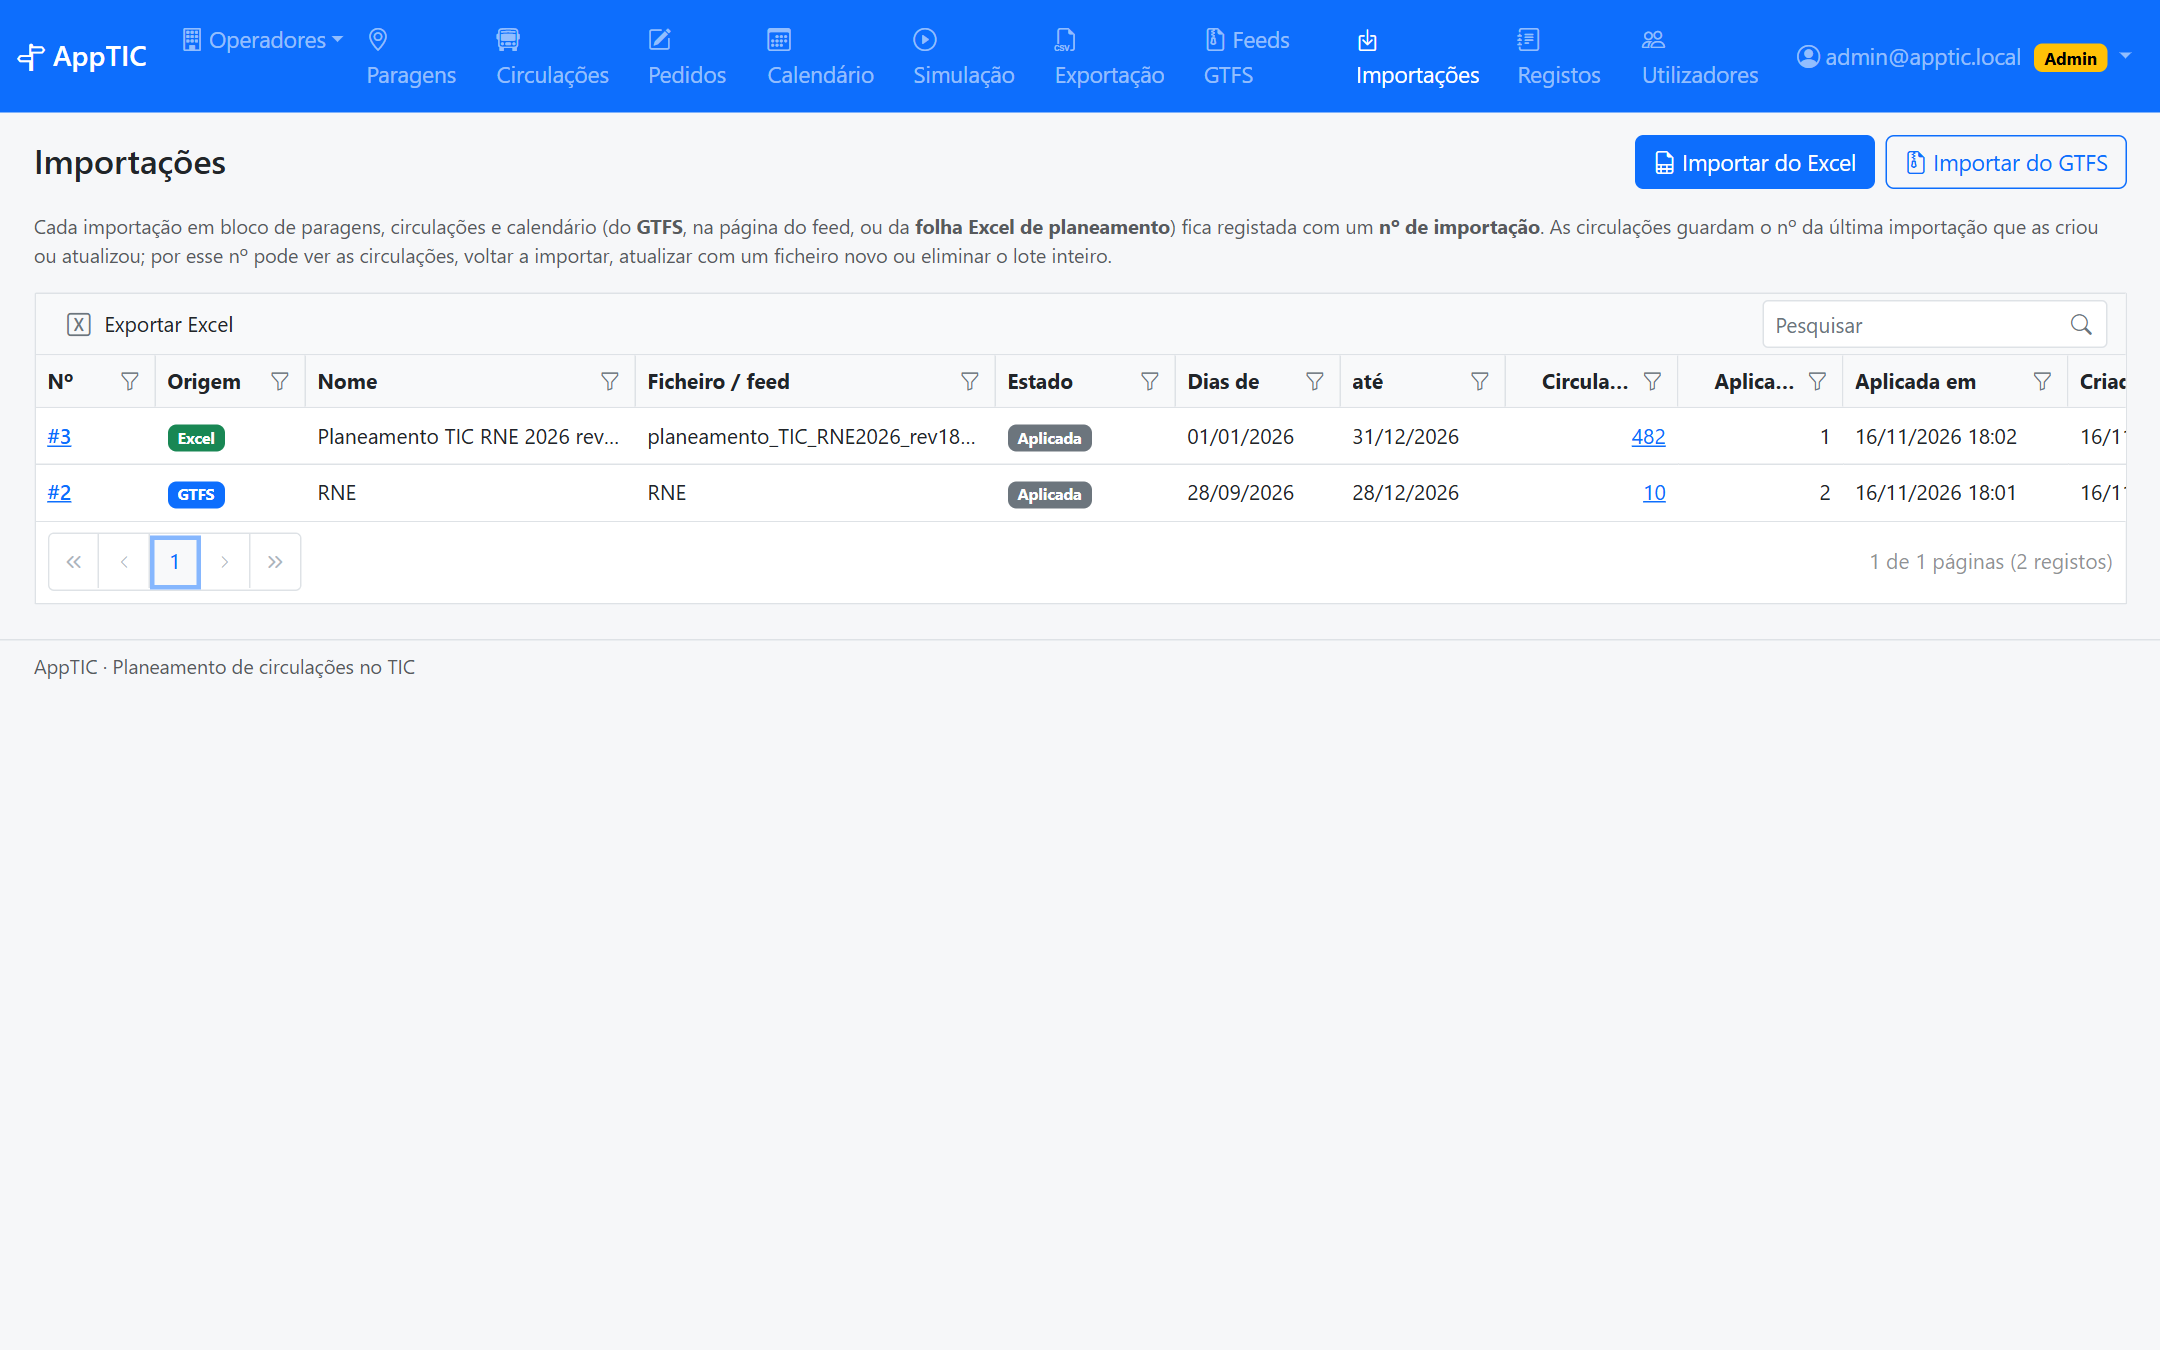 AppTIC
Operadores
Paragens
Circulações
Pedidos
Calendário
Simulação
Exportação
Feeds GTFS
Importações
Registos
Utilizadores
admin@apptic.local Admin
Importações
Importar do Excel
Importar do GTFS
Cada importação em bloco de paragens, circulações e calendário (do GTFS, na página do feed, ou da folha Excel de planeamento) fica registada com um nº de importação. As circulações guardam o nº da última importação que as criou
ou atualizou; por esse nº pode ver as circulações, voltar a importar, atualizar com um ficheiro novo ou eliminar o lote inteiro.
Exportar Excel
Pesquisar
Nº Origem Nome Ficheiro / feed Estado Dias de até Circula... Aplica... Aplicada em Criad
#3 Excel Planeamento TIC RNE 2026 rev... planeamento_TIC_RNE2026_rev18... Aplicada 01/01/2026 31/12/2026 482 1 16/11/2026 18:02 16/11
#2 GTFS RNE RNE Aplicada 28/09/2026 28/12/2026 10 2 16/11/2026 18:01 16/11
1
1 de 1 páginas (2 registos)
AppTIC · Planeamento de circulações no TIC